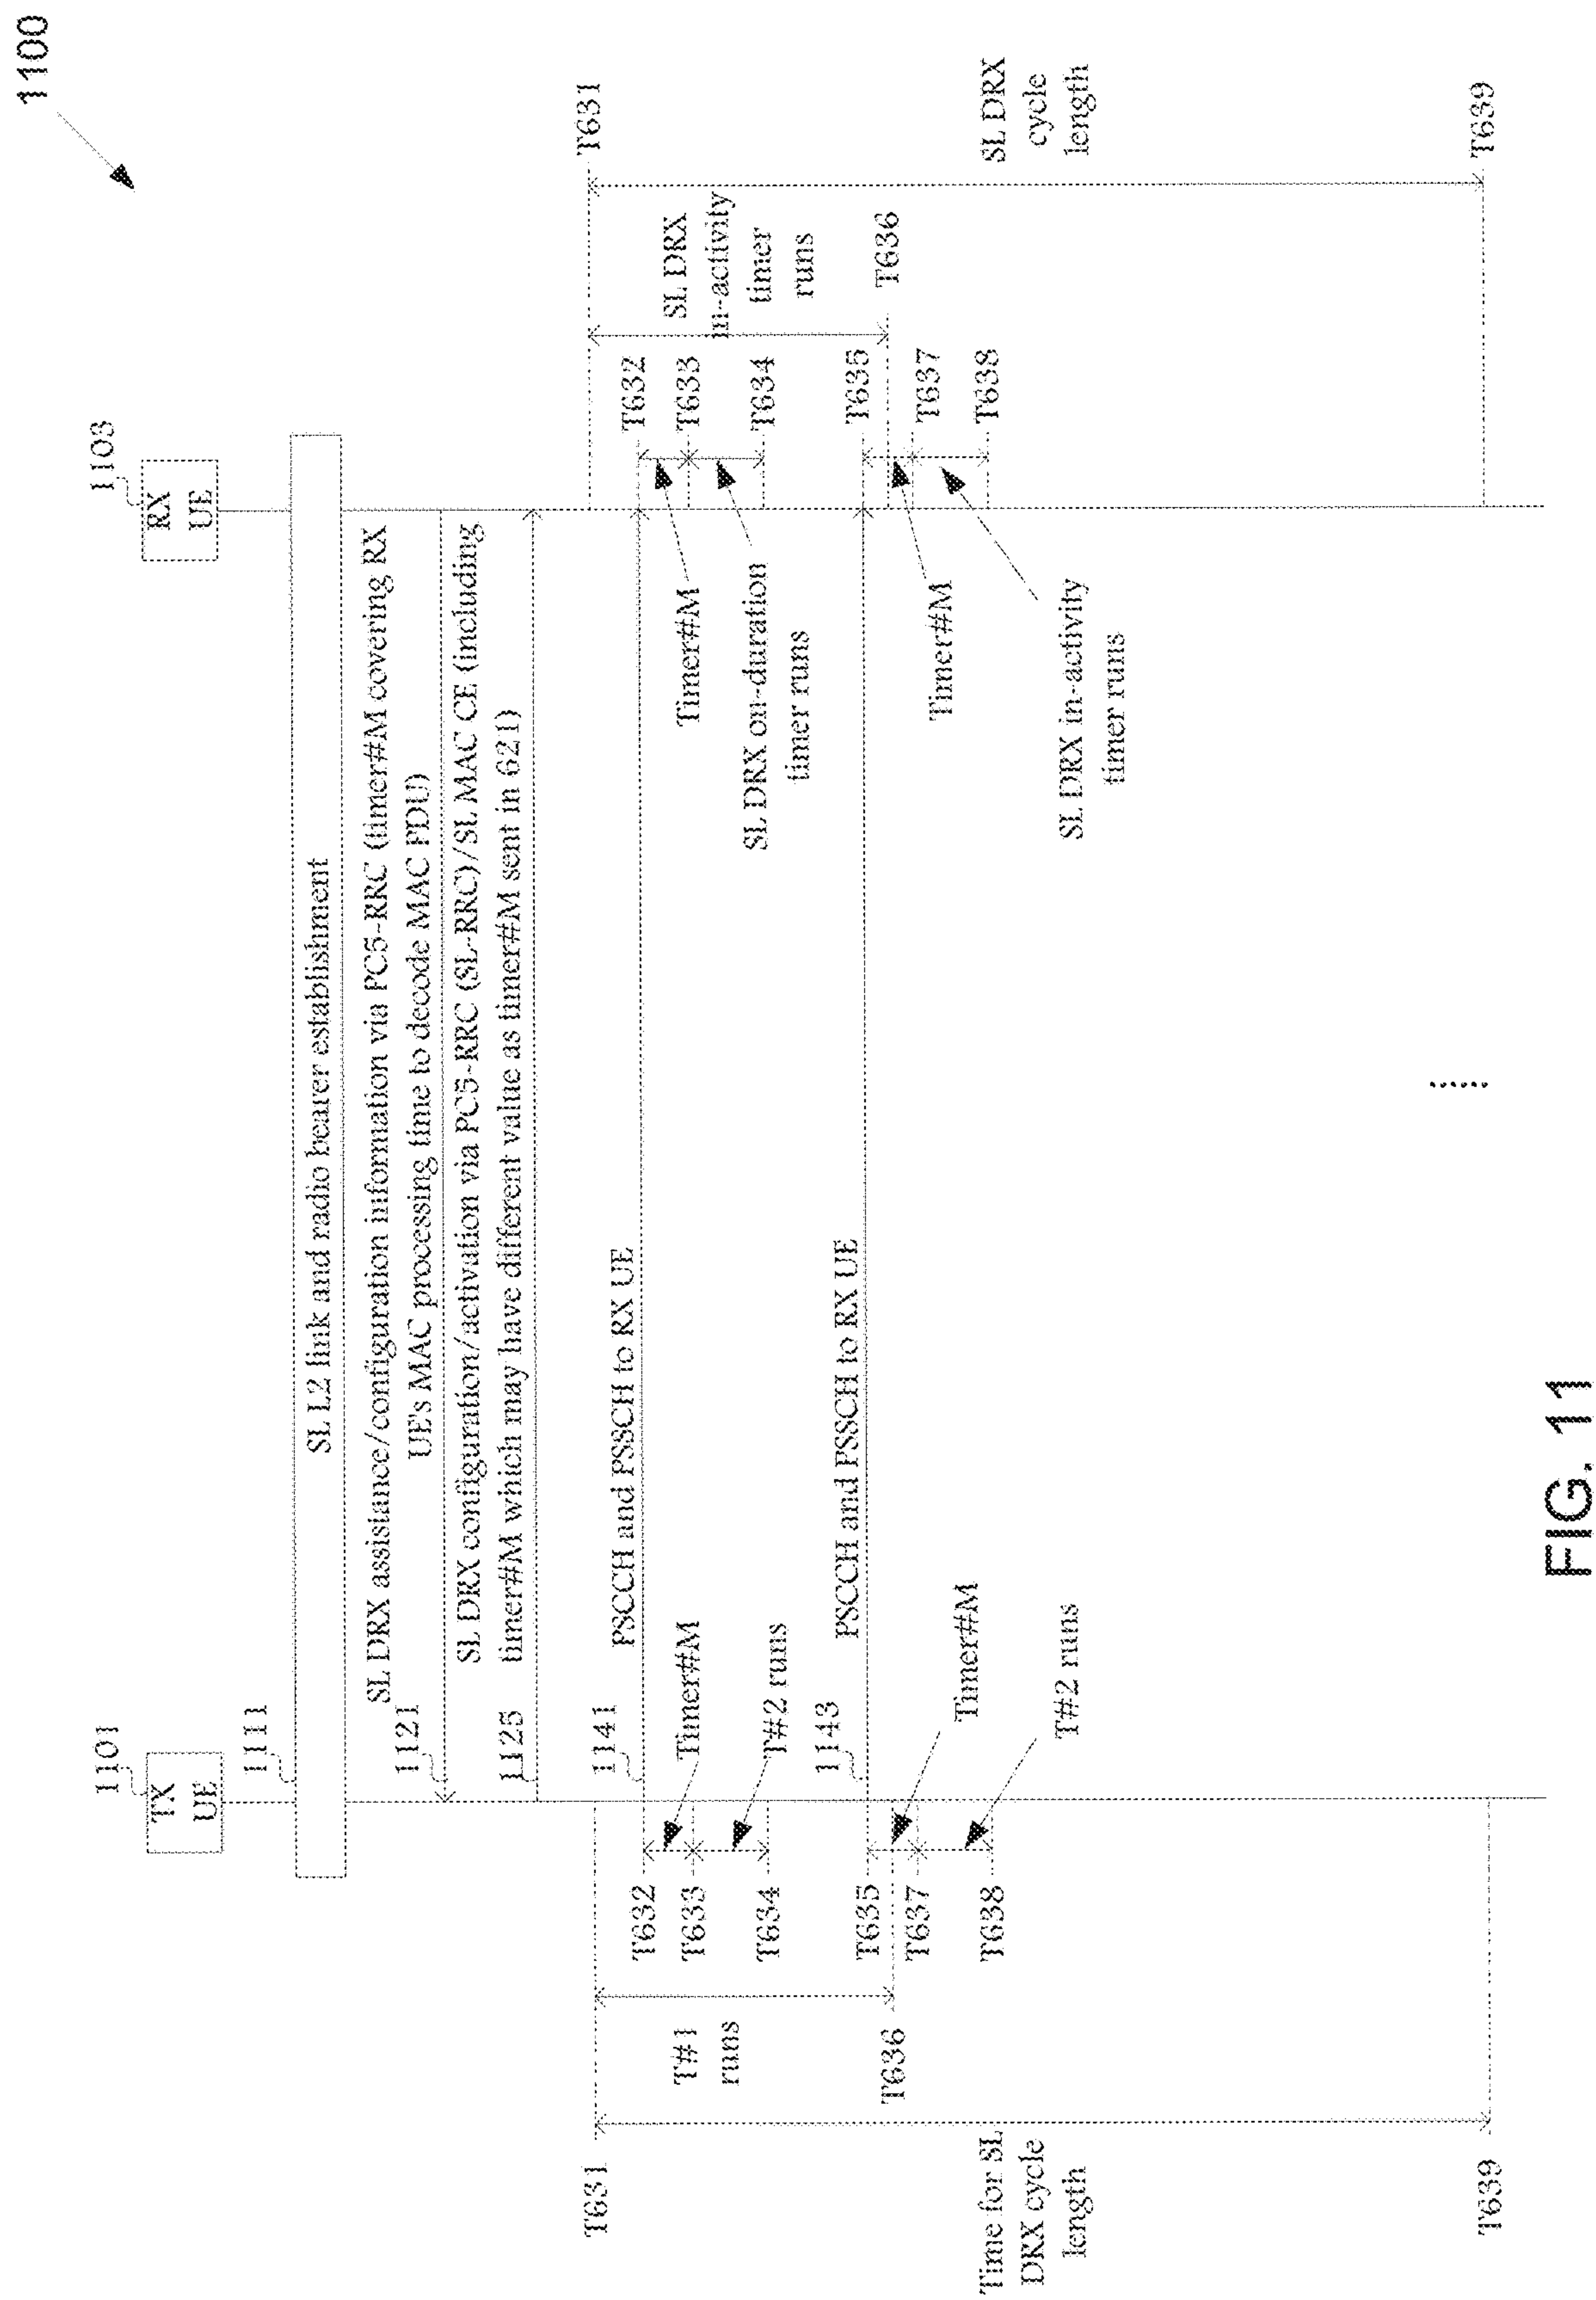 1100
1101
TX
UE
1103
RX
UE
1111
SL L2 link and radio bearer establishment
SL DRX assistance/configuration information via PC5-RRC (timer#M covering RX
UE's MAC processing time to decode MAC PDU)
1121
SL DRX configuration/activation via PC5-RRC (SL-RRC)/SL MAC CE (including
timer#M which may have different value as timer#M sent in 621)
1125
T631
T631
1141
PSCCH and PSSCH to RX UE
T632
Timer#M
T633
T#2 runs
T634
T632
T633
T634
Timer#M
SL DRX on-duration
timer runs
SL DRX
in-activity
timer
runs
T#1
runs
1143
PSCCH and PSSCH to RX UE
T635
T636
T637
T638
Timer#M
T#2 runs
T635
T636
T637
T638
Timer#M
SL DRX in-activity
timer runs
Time for SL
DRX cycle
length
SL DRX
cycle
length
T639
T639
FIG. 11